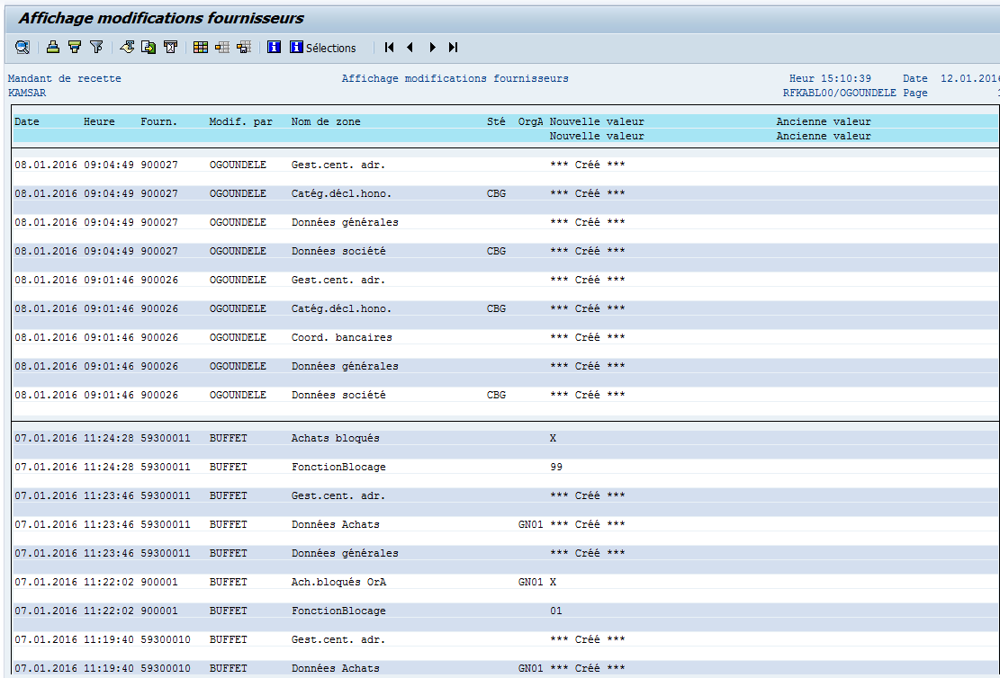 Affichage modifications fournisseurs
Sélections
Mandant de recette Affichage modifications fournisseurs Heur 15:10:39 Date 12.01.2016
KAMSAR RFKABL00/OGOUNDELE Page
Date Heure Fourn. Modif. par Nom de zone Sté OrgA Nouvelle valeur Ancienne valeur
Nouvelle valeur Ancienne valeur
08.01.2016 09:04:49 900027 OGOUNDELE Gest.cent. adr. *** Créé ***
08.01.2016 09:04:49 900027 OGOUNDELE Catég.décl.hono. CBG *** Créé ***
08.01.2016 09:04:49 900027 OGOUNDELE Données générales *** Créé ***
08.01.2016 09:04:49 900027 OGOUNDELE Données société CBG *** Créé ***
08.01.2016 09:01:46 900026 OGOUNDELE Gest.cent. adr. *** Créé ***
08.01.2016 09:01:46 900026 OGOUNDELE Catég.décl.hono. CBG *** Créé ***
08.01.2016 09:01:46 900026 OGOUNDELE Coord. bancaires *** Créé ***
08.01.2016 09:01:46 900026 OGOUNDELE Données générales *** Créé ***
08.01.2016 09:01:46 900026 OGOUNDELE Données société CBG *** Créé ***
07.01.2016 11:24:28 59300011 BUFFET Achats bloqués X
07.01.2016 11:24:28 59300011 BUFFET FonctionBlocage 99
07.01.2016 11:23:46 59300011 BUFFET Gest.cent. adr. *** Créé ***
07.01.2016 11:23:46 59300011 BUFFET Données Achats GN01 *** Créé ***
07.01.2016 11:23:46 59300011 BUFFET Données générales *** Créé ***
07.01.2016 11:22:02 900001 BUFFET Ach.bloqués OrA GN01 X
07.01.2016 11:22:02 900001 BUFFET FonctionBlocage 01
07.01.2016 11:19:40 59300010 BUFFET Gest.cent. adr. *** Créé ***
07.01.2016 11:19:40 59300010 BUFFET Données Achats GN01 *** Créé ***